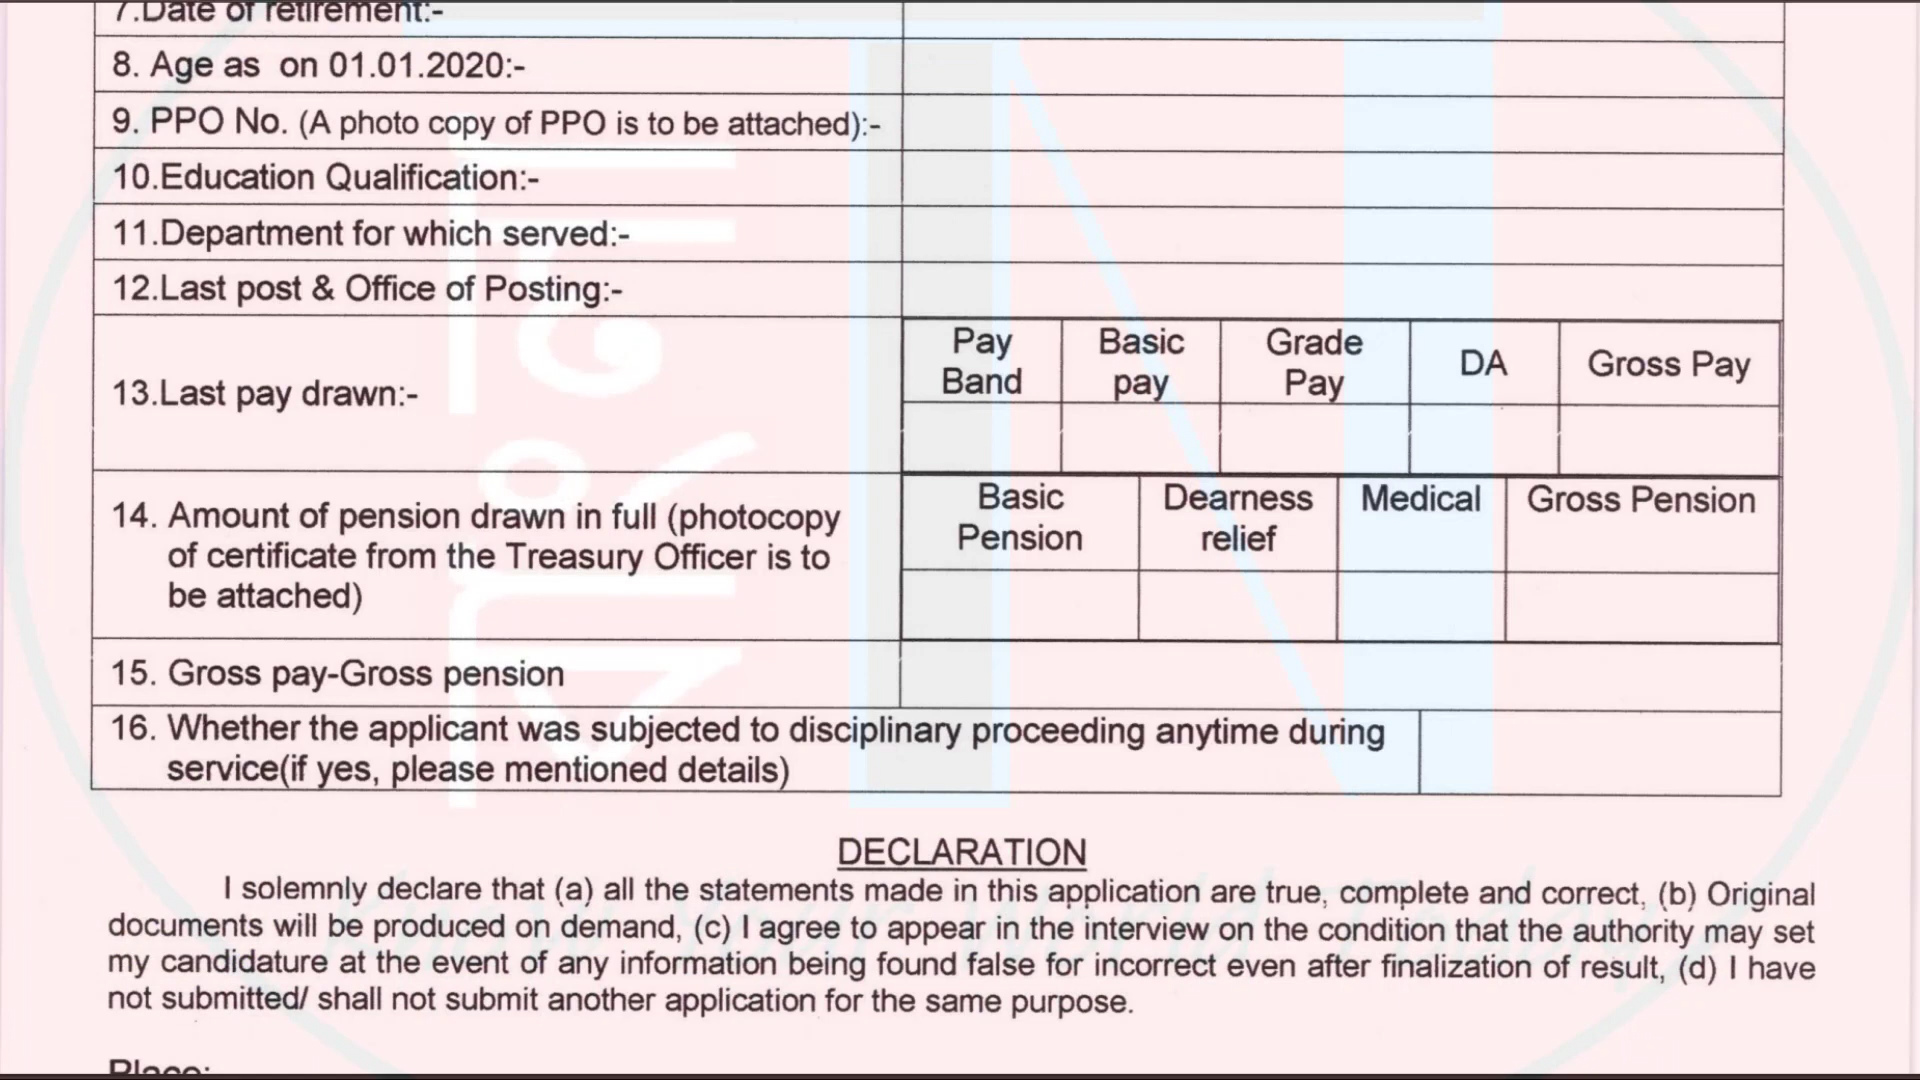 7.Date of retirement:-
8. Age as on 01.01.2020:-
9. PPO No. (A photo copy of PPO is to be attached):-
10.Education Qualification:-
11.Department for which served:-
12.Last post & Office of Posting:-
13.Last pay drawn:-
Pay Band
Basic pay
Grade Pay
DA
Gross Pay
14. Amount of pension drawn in full (photocopy
of certificate from the Treasury Officer is to
be attached)
Basic Pension
Dearness relief
Medical
Gross Pension
15. Gross pay-Gross pension
16. Whether the applicant was subjected to disciplinary proceeding anytime during
service(if yes, please mentioned details)
DECLARATION
I solemnly declare that (a) all the statements made in this application are true, complete and correct, (b) Original
documents will be produced on demand, (c) I agree to appear in the interview on the condition that the authority may set
my candidature at the event of any information being found false for incorrect even after finalization of result, (d) I have
not submitted/ shall not submit another application for the same purpose.
Place: